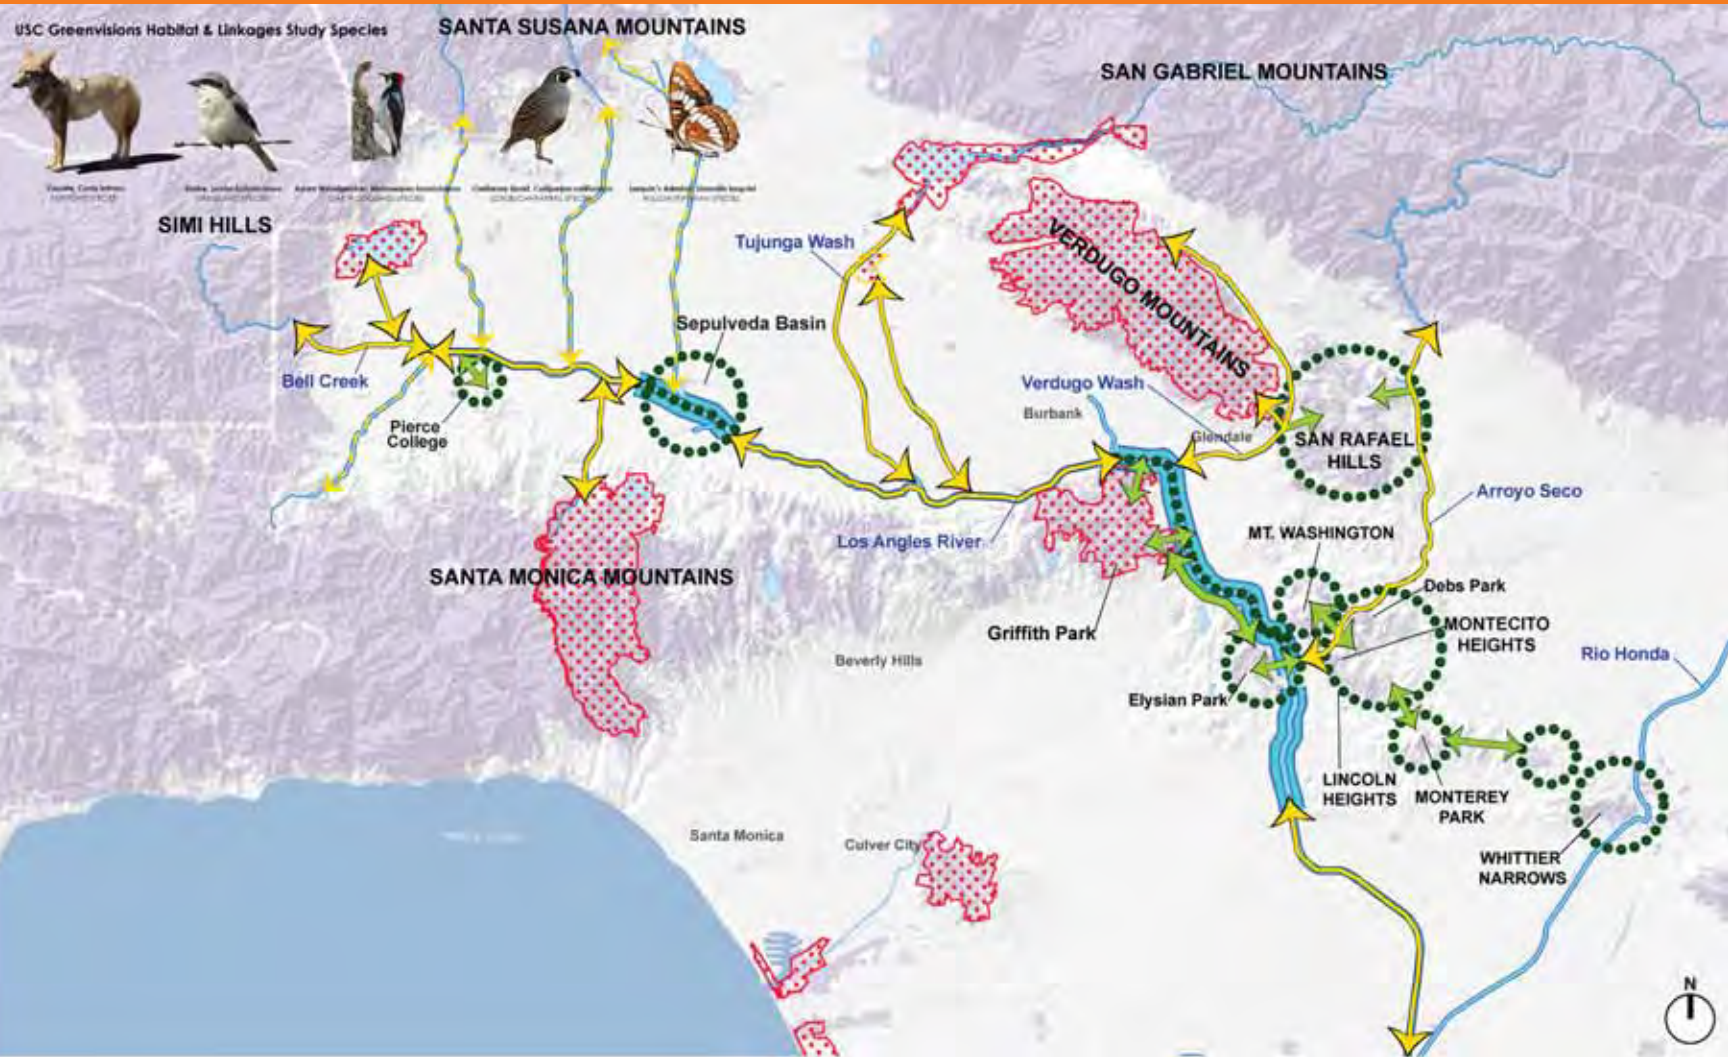 USC Greenvisions Habitat & Linkages Study Species
SANTA SUSANA MOUNTAINS
SAN GABRIEL MOUNTAINS
SIMI HILLS
Tujunga Wash
VERDUGO MOUNTAINS
Sepulveda Basin
Bell Creek
Verdugo Wash
Burbank
Pierce
College
Glendale
SAN RAFAEL
HILLS
Arroyo Seco
Los Angles River
MT. WASHINGTON
SANTA MONICA MOUNTAINS
Debs Park
Griffith Park
MONTECITO
HEIGHTS
Beverly Hills
Rio Honda
Elysian Park
LINCOLN
HEIGHTS
MONTEREY
PARK
Santa Monica
Culver City
WHITTIER
NARROWS
N